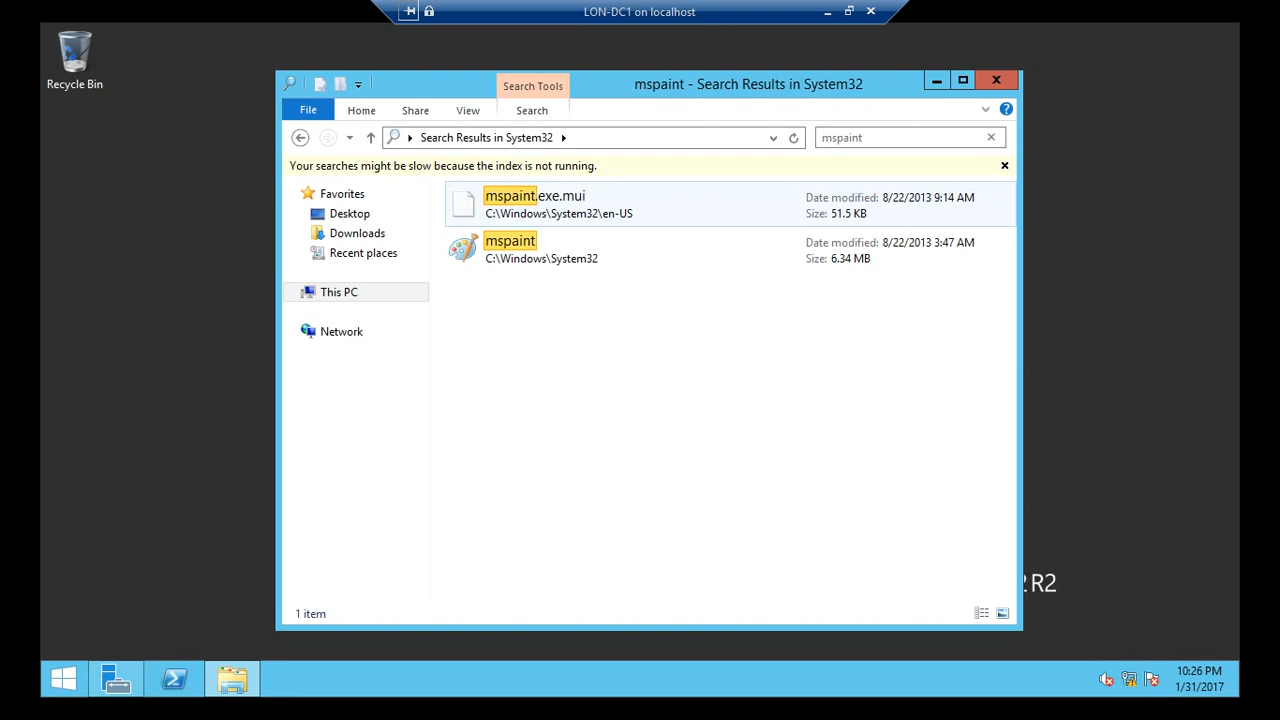 LON-DC1 on localhost
Recycle Bin
Search Tools
mspaint - Search Results in System32
File
Home
Share
View
Search
Search Results in System32
mspaint
Your searches might be slow because the index is not running.
Favorites
Desktop
Downloads
Recent places
This PC
Network
mspaint.exe.mui
C:\Windows\System32\en-US
Date modified: 8/22/2013 9:14 AM
Size: 51.5 KB
mspaint
C:\Windows\System32
Date modified: 8/22/2013 3:47 AM
Size: 6.34 MB
R2
1 item
10:26 PM
1/31/2017